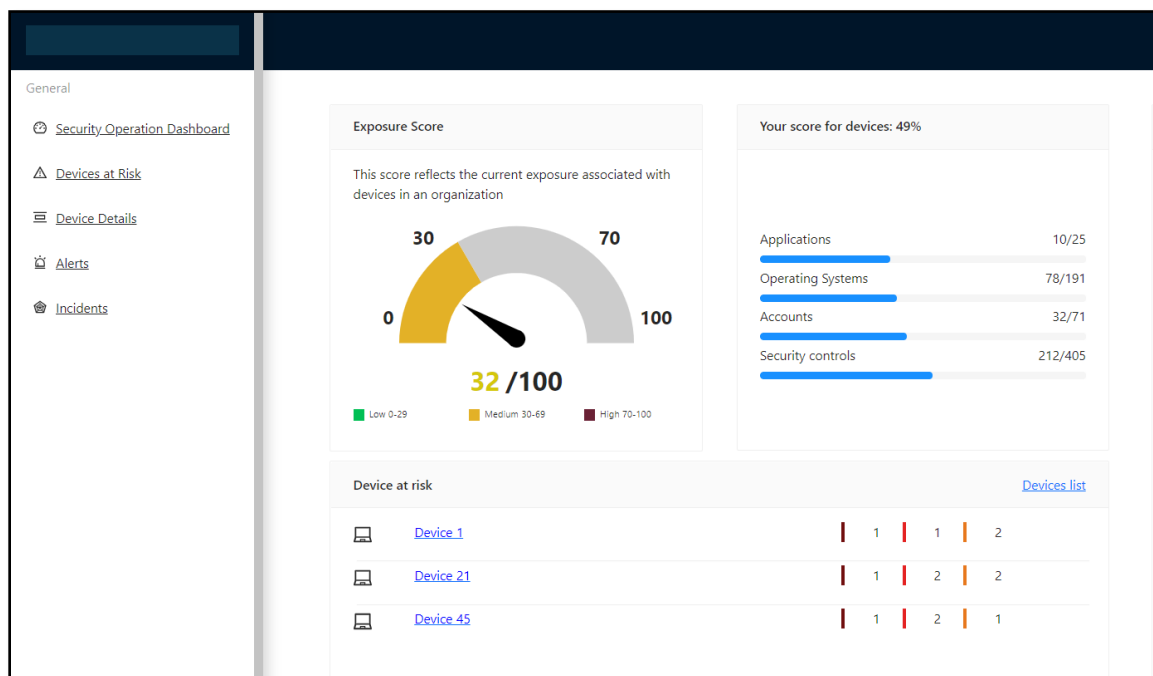 General
Security Operation Dashboard
Devices at Risk
Device Details
Alerts
Incidents
Exposure Score
This score reflects the current exposure associated with
devices in an organization
30 70
0 100
32 /100
Low 0-29 Medium 30-69 High 70-100
Your score for devices: 49%
Applications 10/25
Operating Systems 78/191
Accounts 32/71
Security controls 212/405
Device at risk Devices list
Device 1 1 1 2
Device 21 1 2 2
Device 45 1 2 1